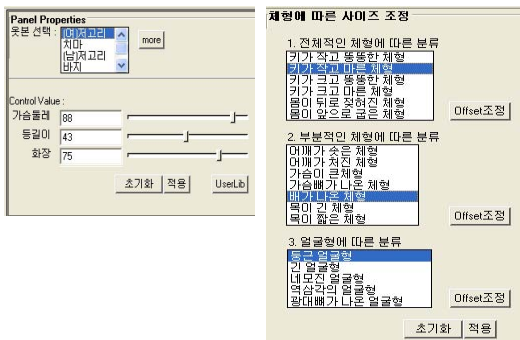 Panel Properties
옷본 선택 :
(여)저고리
치마
(남)저고리
바지
more
Control Value :
가슴둘레 88
등길이 43
화장 75
초기화 적용 UserLib
체형에 따른 사이즈 조정
1. 전체적인 체형에 따른 분류
키가 작고 뚱뚱한 체형
키가 작고 마른 체형
키가 크고 뚱뚱한 체형
키가 크고 마른 체형
몸이 뒤로 젖혀진 체형
몸이 앞으로 굽은 체형
Offset조정
2. 부분적인 체형에 따른 분류
어깨가 솟은 체형
어깨가 처진 체형
가슴이 큰체형
가슴뼈가 나온 체형
배가 나온 체형
목이 긴 체형
목이 짧은 체형
Offset조정
3. 얼굴형에 따른 분류
둥근 얼굴형
긴 얼굴형
네모진 얼굴형
역삼각의 얼굴형
광대뼈가 나온 얼굴형
Offset조정
초기화 적용